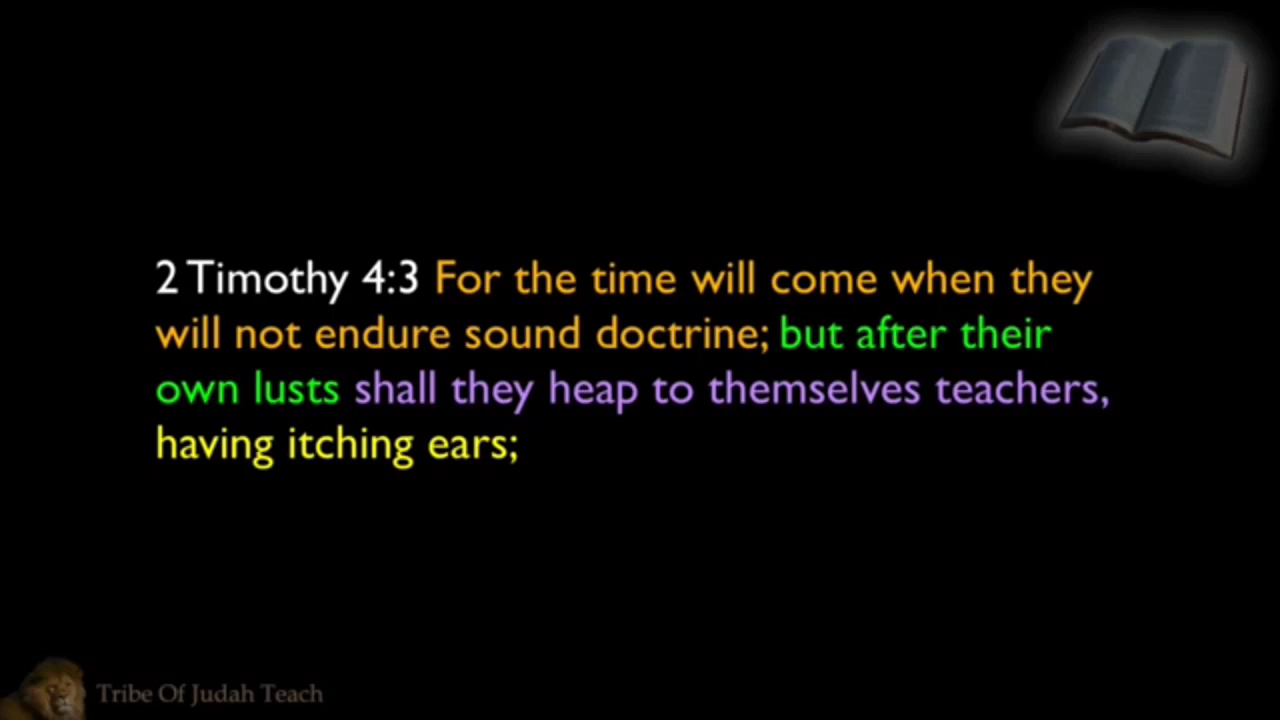 2 Timothy 4:3 For the time will come when they
will not endure sound doctrine; but after their
own lusts shall they heap to themselves teachers,
having itching ears;
Tribe Of Judah Teach